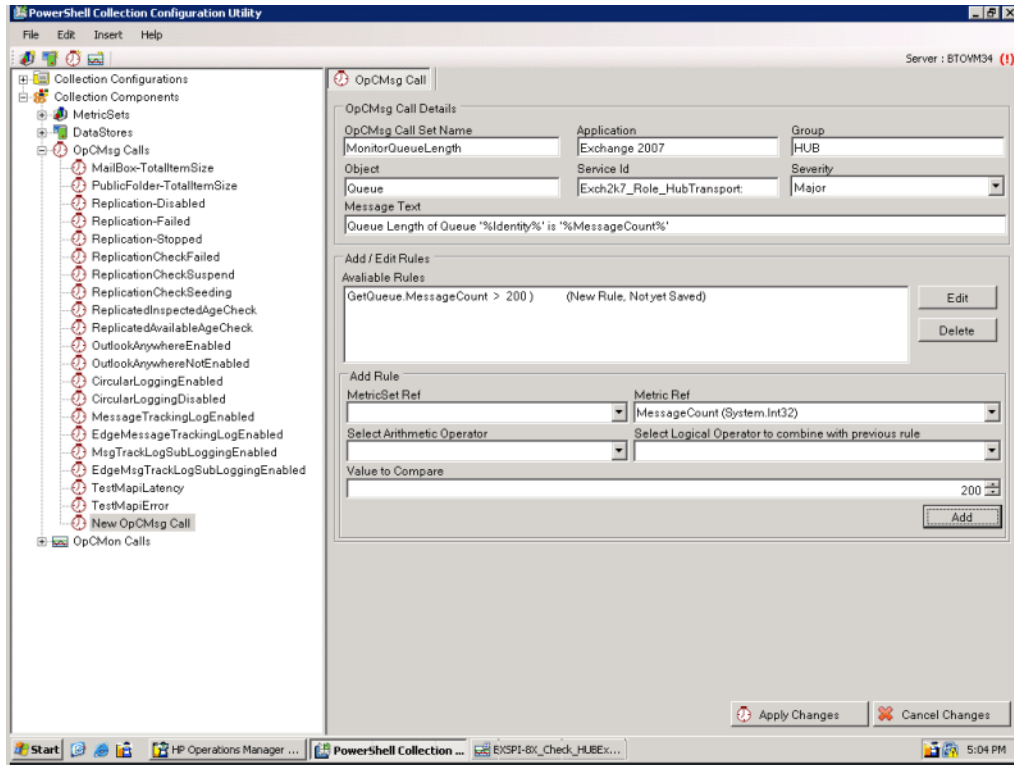 PowerShell Collection Configuration Utility
File Edit Insert Help
Server : BTOVM34 (!)
Collection Configurations
Collection Components
MetricSets
DataStores
OpCMsg Calls
MailBox-TotalItemSize
PublicFolder-TotalItemSize
Replication-Disabled
Replication-Failed
Replication-Stopped
ReplicationCheckFailed
ReplicationCheckSuspend
ReplicationCheckSeeding
ReplicatedInspectedAgeCheck
ReplicatedAvailableAgeCheck
OutlookAnywhereEnabled
OutlookAnywhereNotEnabled
CircularLoggingEnabled
CircularLoggingDisabled
MessageTrackingLogEnabled
EdgeMessageTrackingLogEnabled
MsgTrackLogSubLoggingEnabled
EdgeMsgTrackLogSubLoggingEnabled
TestMapiLatency
TestMapiError
New OpCMsg Call
OpCMon Calls
OpCMsg Call
OpCMsg Call Details
OpCMsg Call Set Name Application Group
MonitorQueueLength Exchange 2007 HUB
Object Service Id Severity
Queue Exch2k7_Role_HubTransport: Major
Message Text
Queue Length of Queue '%Identity%' is '%MessageCount%'
Add / Edit Rules
Avaliable Rules
GetQueue.MessageCount > 200 ) (New Rule, Not yet Saved)
Edit
Delete
Add Rule
MetricSet Ref Metric Ref
MessageCount (System.Int32)
Select Arithmetic Operator Select Logical Operator to combine with previous rule
Value to Compare
200
Add
Apply Changes Cancel Changes
Start HP Operations Manager ... PowerShell Collection ... EXSPI-8X_Check_HUBEx... 5:04 PM